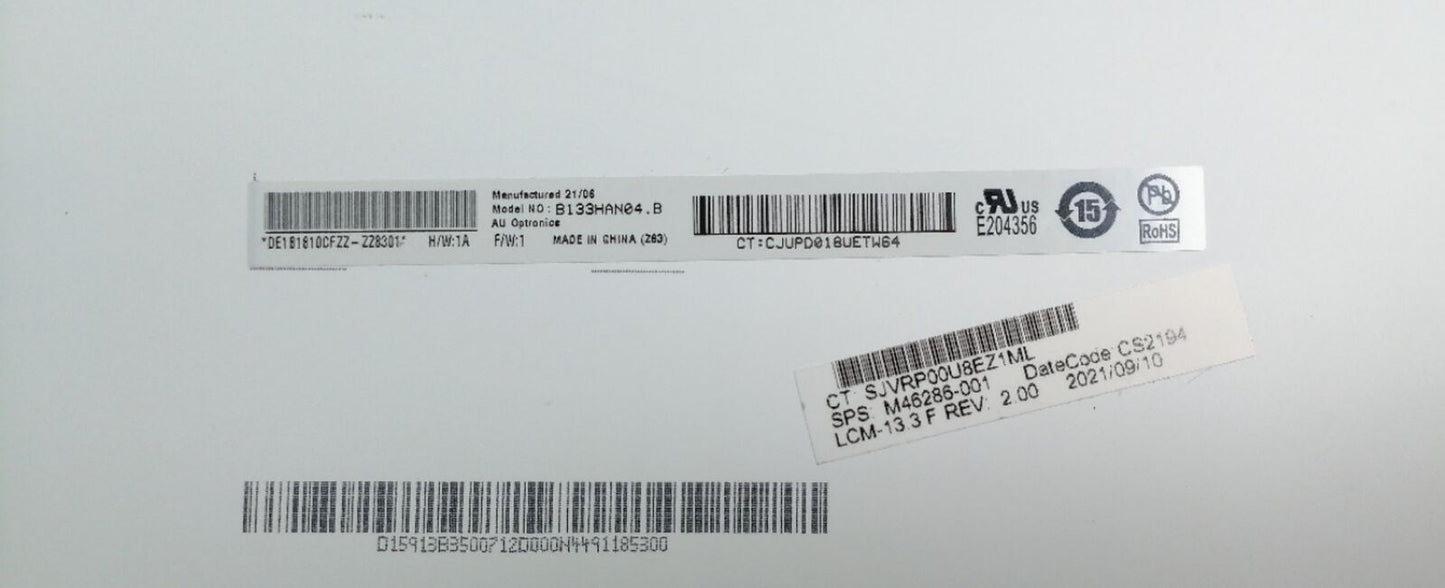 Manufactured 21/06
Model NO: B133HAN04.B
AU Optronics
*DE181810CFZZ-Z28301* H/W:1A F/W:1 MADE IN CHINA (Z63)
CT:CJUPD018UETW64
c RU US
E204356
15
Pb
RoHS
CT: SJVRP00U8EZ1ML
SPS: M46286-001 DateCode CS2194
LCM-13.3 F REV: 2.00 2021/09/10
D15913B3500712D000N4491185300